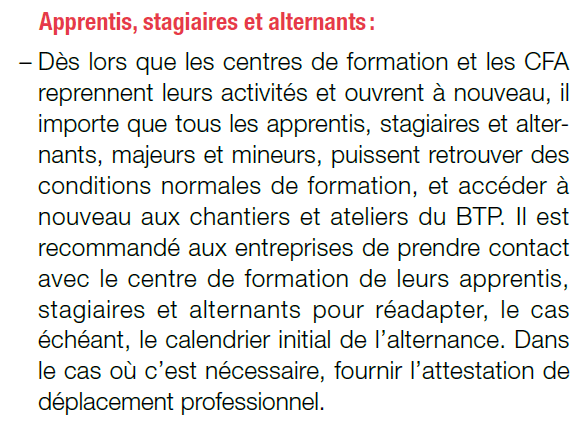 Apprentis, stagiaires et alternants :
– Dès lors que les centres de formation et les CFA
reprennent leurs activités et ouvrent à nouveau, il
importe que tous les apprentis, stagiaires et alter-
nants, majeurs et mineurs, puissent retrouver des
conditions normales de formation, et accéder à
nouveau aux chantiers et ateliers du BTP. Il est
recommandé aux entreprises de prendre contact
avec le centre de formation de leurs apprentis,
stagiaires et alternants pour réadapter, le cas
échéant, le calendrier initial de l’alternance. Dans
le cas où c’est nécessaire, fournir l’attestation de
déplacement professionnel.